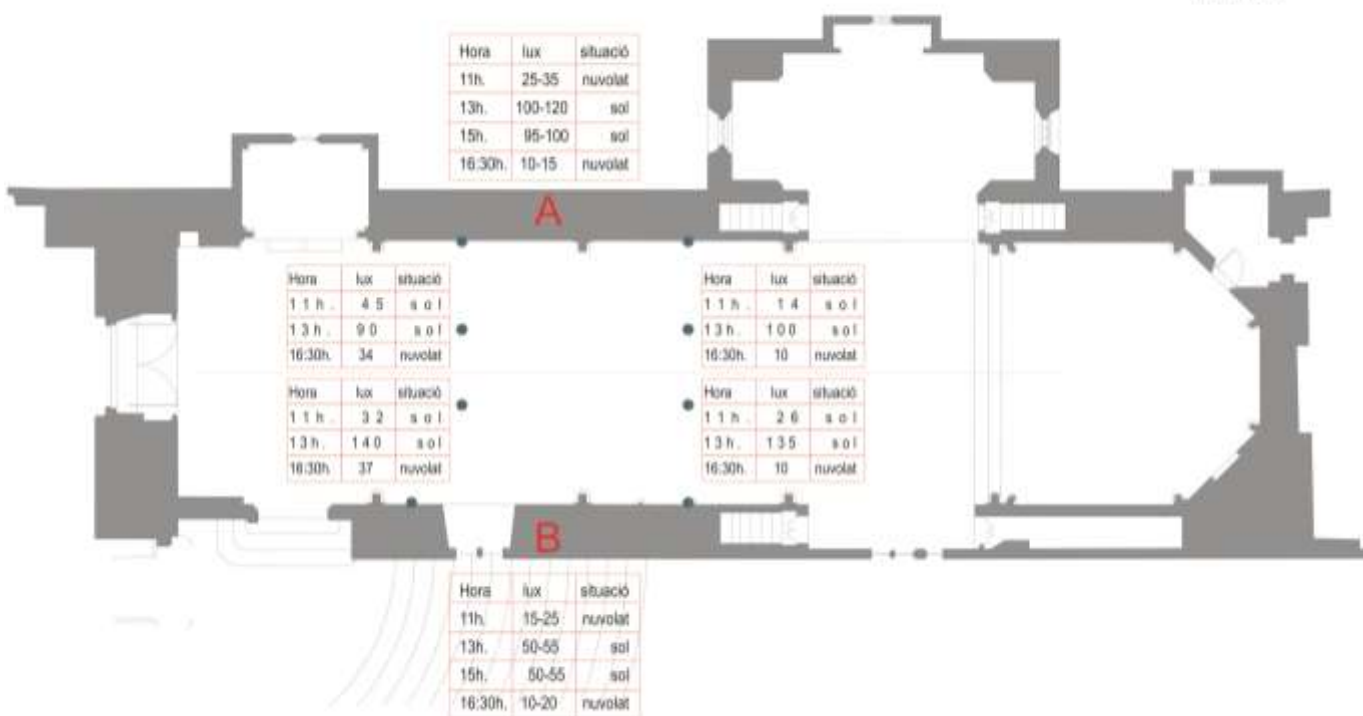 Hora lux situació
11h. 25-35 nuvolat
13h. 100-120 sol
15h. 95-100 sol
16:30h. 10-15 nuvolat
A
Hora lux situació
11h. 45 sol
13h. 90 sol
16:30h. 34 nuvolat
Hora lux situació
11h. 14 sol
13h. 100 sol
16:30h. 10 nuvolat
Hora lux situació
11h. 32 sol
13h. 140 sol
16:30h. 37 nuvolat
Hora lux situació
11h. 26 sol
13h. 135 sol
16:30h. 10 nuvolat
B
Hora lux situació
11h. 15-25 nuvolat
13h. 50-55 sol
15h. 50-55 sol
16:30h. 10-20 nuvolat